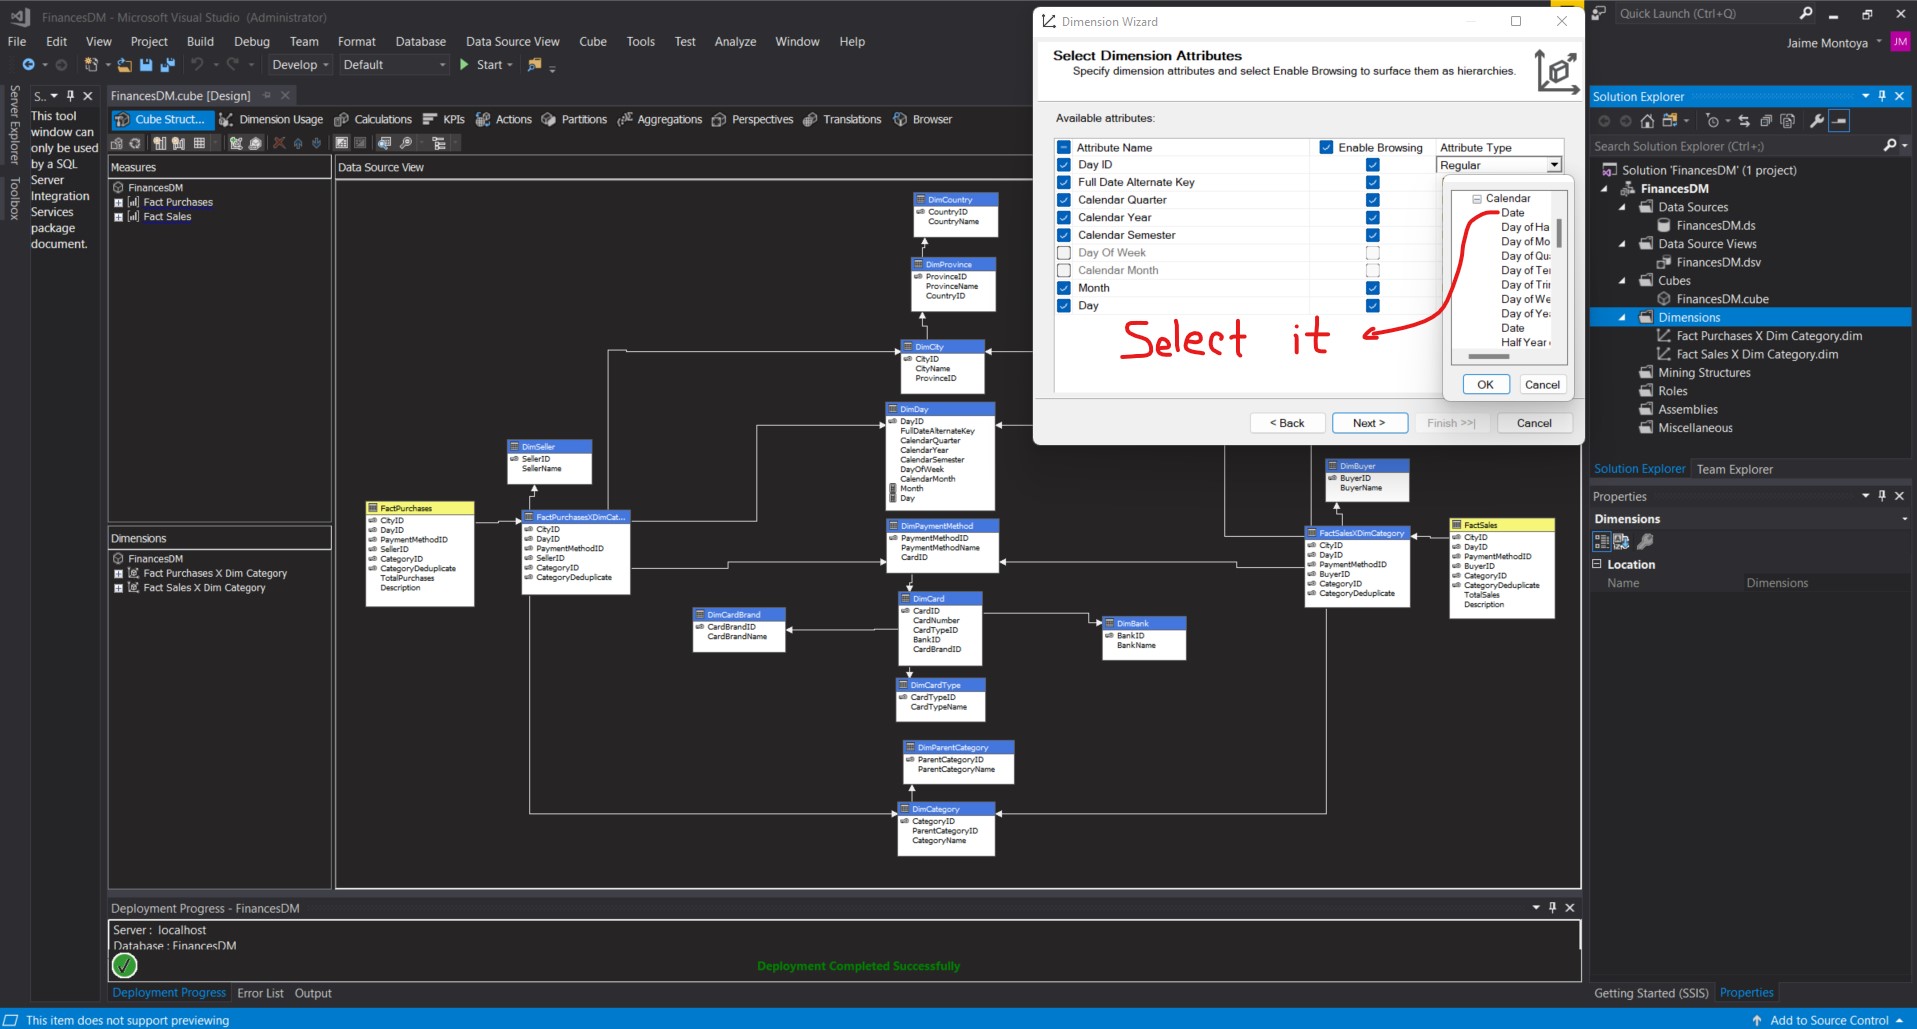 FinancesDM - Microsoft Visual Studio (Administrator)
Quick Launch (Ctrl+Q)
File Edit View Project Build Debug Team Format Database Data Source View Cube Tools Test Analyze Window Help
Jaime Montoya JM
Develop Default Start
Server Explorer
Toolbox
S..
This tool
window can
only be used
by a SQL
Server
Integration
Services
package
document.
FinancesDM.cube [Design]
Cube Struct... Dimension Usage Calculations KPIs Actions Partitions Aggregations Perspectives Translations Browser
Measures
FinancesDM
Fact Purchases
Fact Sales
Dimensions
FinancesDM
Fact Purchases X Dim Category
Fact Sales X Dim Category
Data Source View
DimCountry
CountryID
CountryName
DimProvince
ProvinceID
ProvinceName
CountryID
DimCity
CityID
CityName
ProvinceID
DimDay
DayID
FullDateAlternateKey
CalendarQuarter
CalendarYear
CalendarSemester
DayOfWeek
CalendarMonth
Month
Day
DimSeller
SellerID
SellerName
FactPurchases
CityID
DayID
PaymentMethodID
SellerID
CategoryID
CategoryDeduplicate
TotalPurchases
Description
FactPurchasesXDimCat...
CityID
DayID
PaymentMethodID
SellerID
CategoryID
CategoryDeduplicate
DimPaymentMethod
PaymentMethodID
PaymentMethodName
CardID
DimCard
CardID
CardNumber
CardTypeID
BankID
CardBrandID
DimCardBrand
CardBrandID
CardBrandName
DimBank
BankID
BankName
DimCardType
CardTypeID
CardTypeName
DimParentCategory
ParentCategoryID
ParentCategoryName
DimCategory
CategoryID
ParentCategoryID
CategoryName
DimBuyer
BuyerID
BuyerName
FactSalesXDimCategory
CityID
DayID
PaymentMethodID
BuyerID
CategoryID
CategoryDeduplicate
FactSales
CityID
DayID
PaymentMethodID
BuyerID
CategoryID
CategoryDeduplicate
TotalSales
Description
Dimension Wizard
Select Dimension Attributes
Specify dimension attributes and select Enable Browsing to surface them as hierarchies.
Available attributes:
Attribute Name Enable Browsing Attribute Type
Day ID Regular
Full Date Alternate Key
Calendar Quarter
Calendar Year
Calendar Semester
Day Of Week
Calendar Month
Month
Day
Calendar
Date
Day of Ha
Day of Mo
Day of Qu
Day of Te
Day of Tri
Day of We
Day of Yea
Date
Half Year
OK Cancel
Select it
< Back Next > Finish >>| Cancel
Solution Explorer
Search Solution Explorer (Ctrl+;)
Solution 'FinancesDM' (1 project)
FinancesDM
Data Sources
FinancesDM.ds
Data Source Views
FinancesDM.dsv
Cubes
FinancesDM.cube
Dimensions
Fact Purchases X Dim Category.dim
Fact Sales X Dim Category.dim
Mining Structures
Roles
Assemblies
Miscellaneous
Solution Explorer Team Explorer
Properties
Dimensions
Location
Name Dimensions
Getting Started (SSIS) Properties
Deployment Progress - FinancesDM
Server : localhost
Database : FinancesDM
Deployment Completed Successfully
Deployment Progress Error List Output
This item does not support previewing
Add to Source Control